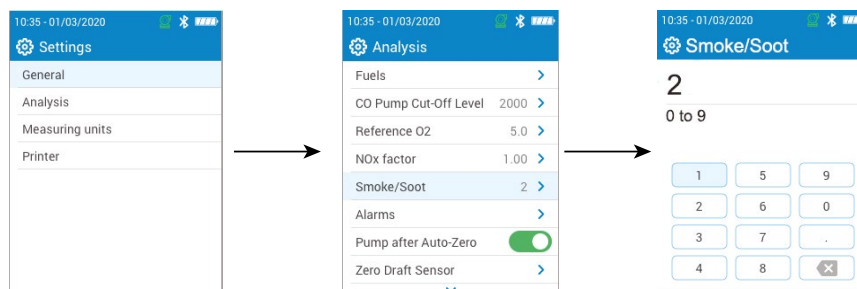 10:35 - 01/03/2020
Settings
General
Analysis
Measuring units
Printer
10:35 - 01/03/2020
Analysis
Fuels
CO Pump Cut-Off Level 2000
Reference O2 5.0
NOx factor 1.00
Smoke/Soot 2
Alarms
Pump after Auto-Zero
Zero Draft Sensor
10:35 - 01/03/2020
Smoke/Soot
2
0 to 9
1 5 9
2 6 0
3 7 .
4 8